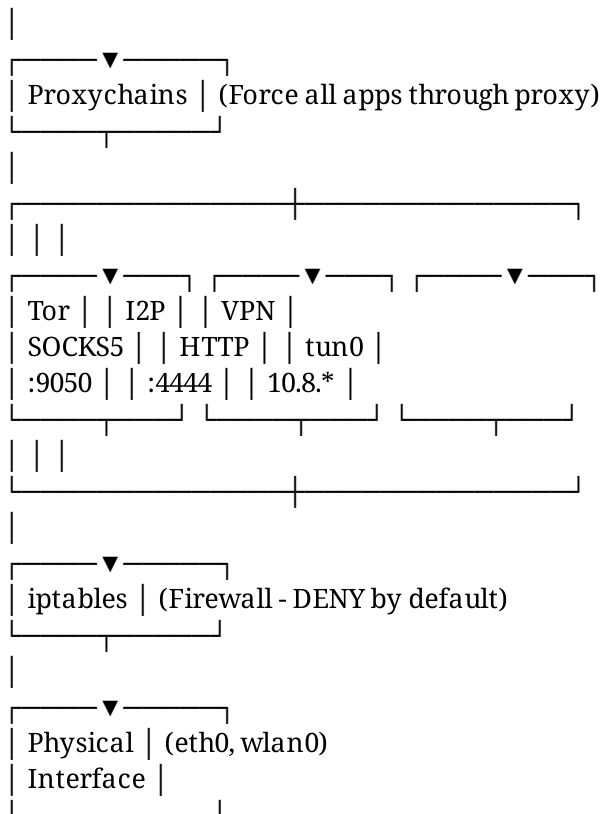 │
┌─────▼──────┐
│ Proxychains │ (Force all apps through proxy)
└─────┬──────┘
│
┌─────────────────┼─────────────────┐
│ │ │
┌─────▼────┐ ┌─────▼────┐ ┌─────▼────┐
│ Tor │ │ I2P │ │ VPN │
│ SOCKS5 │ │ HTTP │ │ tun0 │
│ :9050 │ │ :4444 │ │ 10.8.* │
└─────┬────┘ └─────┬────┘ └─────┬────┘
│ │ │
└─────────────────┼─────────────────┘
│
┌─────▼──────┐
│ iptables │ (Firewall - DENY by default)
└─────┬──────┘
│
┌─────▼──────┐
│ Physical │ (eth0, wlan0)
│ Interface │